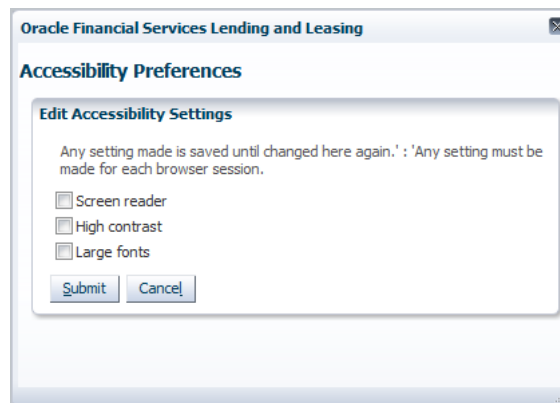 Oracle Financial Services Lending and Leasing
Accessibility Preferences
Edit Accessibility Settings
Any setting made is saved until changed here again.' : 'Any setting must be
made for each browser session.
Screen reader
High contrast
Large fonts
Submit Cancel